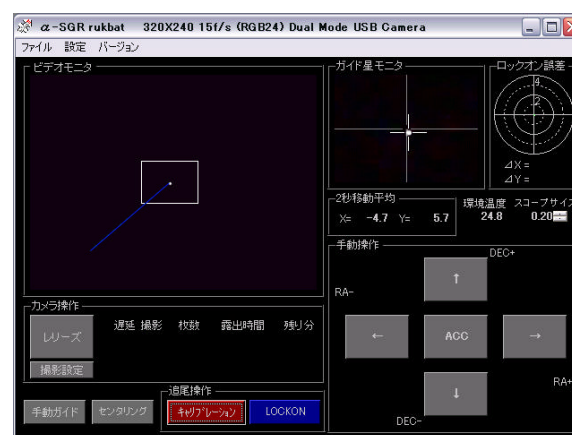 α-SGR rukbat 320X240 15f/s (RGB24) Dual Mode USB Camera
ファイル 設定 バージョン
ビデオモニタ
ガイド星モニタ
ロックオン誤差
4
2
⊿X =
⊿Y =
2秒移動平均
X= -4.7 Y= 5.7
環境温度 スコープサイズ
24.8 0.20
手動操作
DEC+
RA-
↑
← ACC →
↓
RA+
DEC-
カメラ操作
レリーズ 遅延 撮影 枚数 露出時間 残り分
撮影設定
追尾操作
手動ガイド センタリング キャリブレーション LOCKON